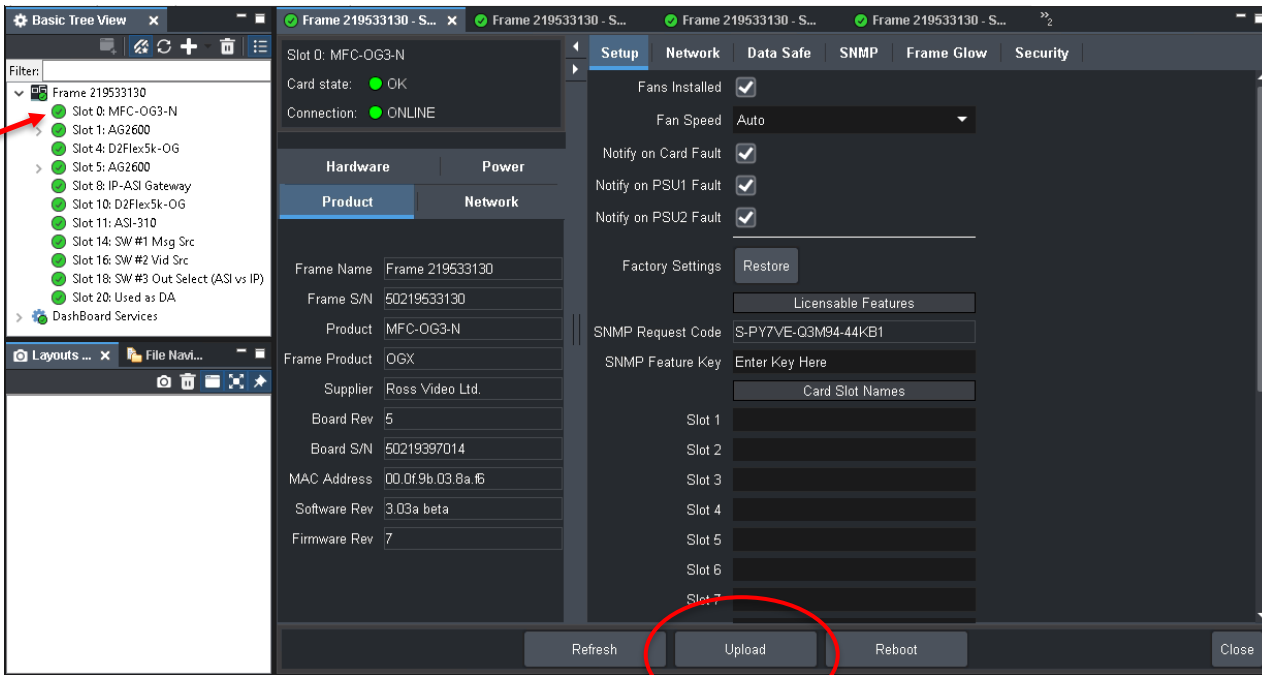 Basic Tree View
Filter:
Frame 219533130
Slot 0: MFC-OG3-N
Slot 1: AG2600
Slot 4: D2Flex5k-OG
Slot 5: AG2600
Slot 8: IP-ASI Gateway
Slot 10: D2Flex5k-OG
Slot 11: ASI-310
Slot 14: SW #1 Msg Src
Slot 16: SW #2 Vid Src
Slot 18: SW #3 Out Select (ASI vs IP)
Slot 20: Used as DA
DashBoard Services
Layouts ... File Navi...
Frame 219533130 - S... Frame 219533130 - S... Frame 219533130 - S... Frame 219533130 - S... »2
Slot 0: MFC-OG3-N
Card state: OK
Connection: ONLINE
Hardware Power
Product Network
Frame Name Frame 219533130
Frame S/N 50219533130
Product MFC-OG3-N
Frame Product OGX
Supplier Ross Video Ltd.
Board Rev 5
Board S/N 50219397014
MAC Address 00.0f.9b.03.8a.f6
Software Rev 3.03a beta
Firmware Rev 7
Setup Network Data Safe SNMP Frame Glow Security
Fans Installed
Fan Speed Auto
Notify on Card Fault
Notify on PSU1 Fault
Notify on PSU2 Fault
Factory Settings Restore
Licensable Features
SNMP Request Code S-PY7VE-Q3M94-44KB1
SNMP Feature Key Enter Key Here
Card Slot Names
Slot 1
Slot 2
Slot 3
Slot 4
Slot 5
Slot 6
Slot 7
Refresh Upload Reboot Close